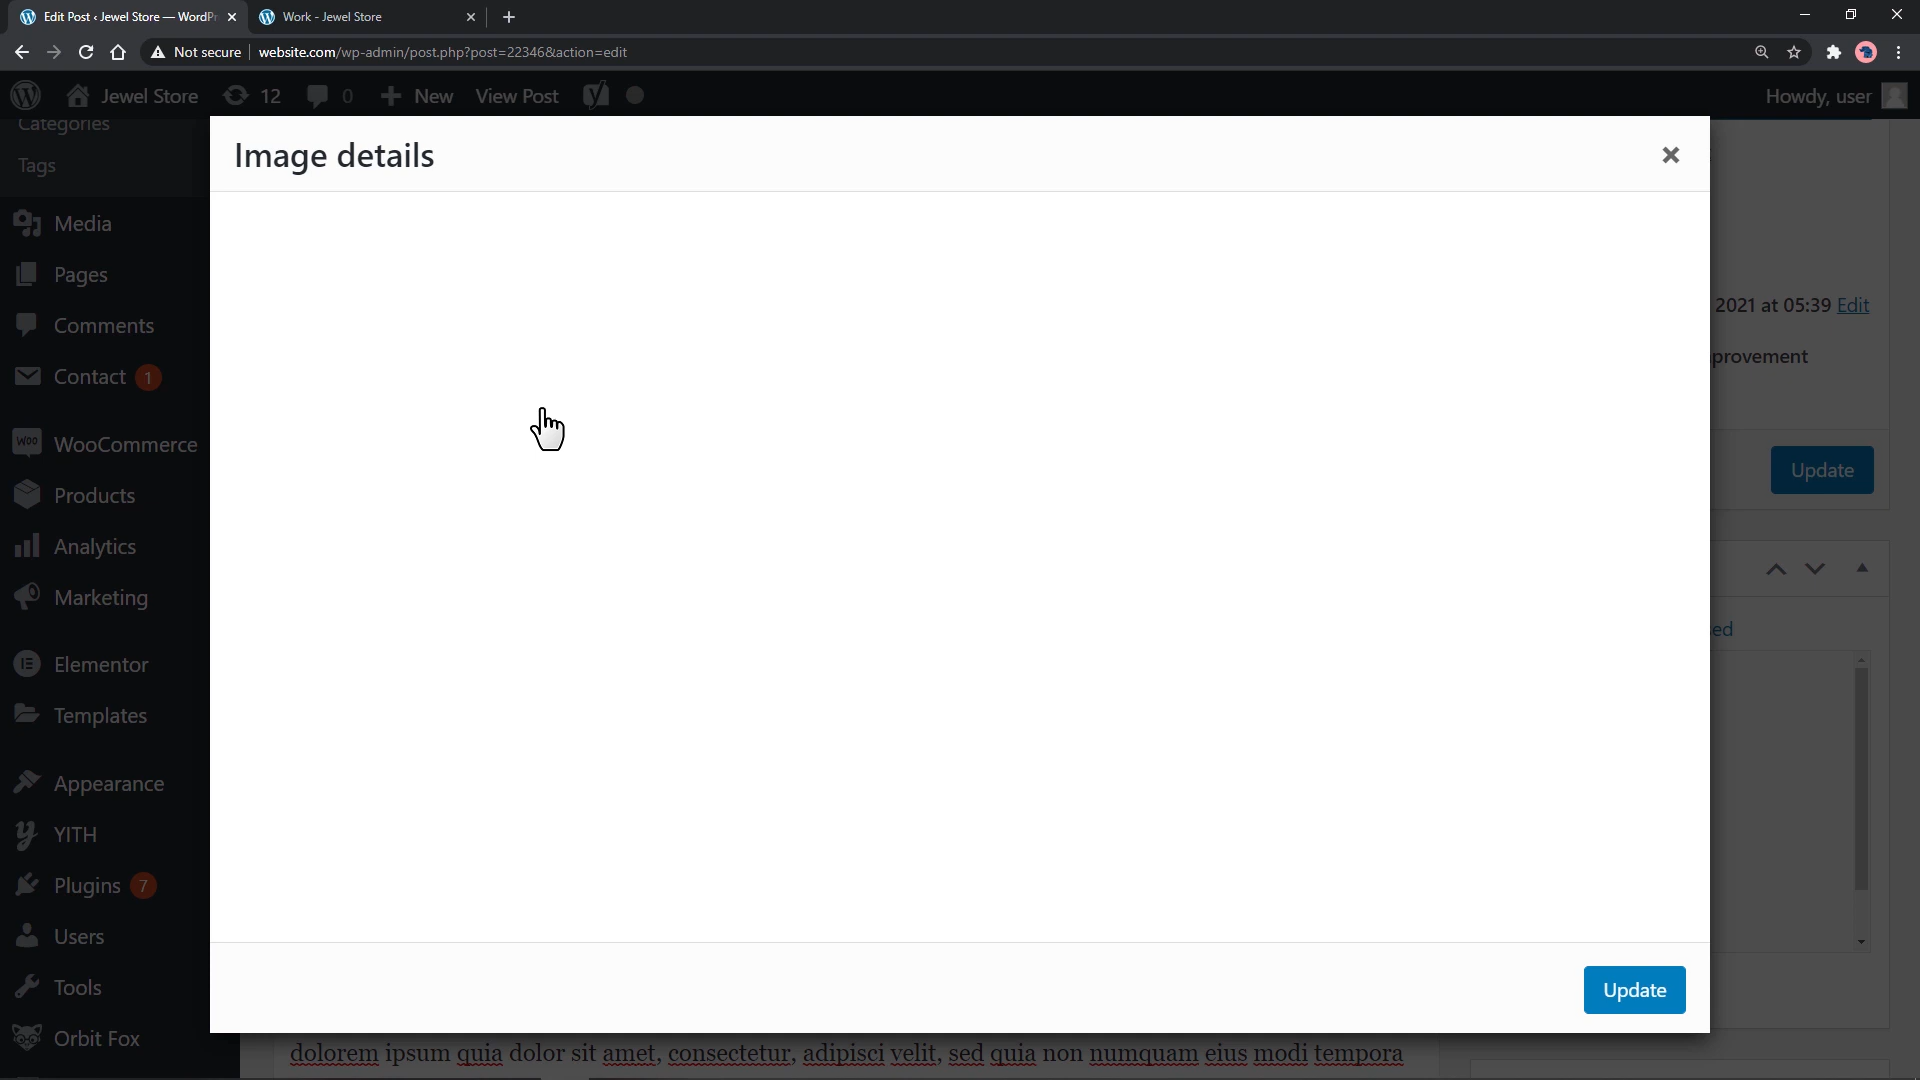 Edit Post ‹ Jewel Store — WordPr
Work - Jewel Store
Not secure
website.com/wp-admin/post.php?post=22346&action=edit
Jewel Store
12
0
New
View Post
Howdy, user
Categories
Tags
Media
Pages
Comments
Contact 1
WooCommerce
Products
Analytics
Marketing
Elementor
Templates
Appearance
YITH
Plugins 7
Users
Tools
Orbit Fox
Image details
Update
2021 at 05:39 Edit
provement
Update
ed
dolorem ipsum quia dolor sit amet, consectetur, adipisci velit, sed quia non numquam eius modi tempora